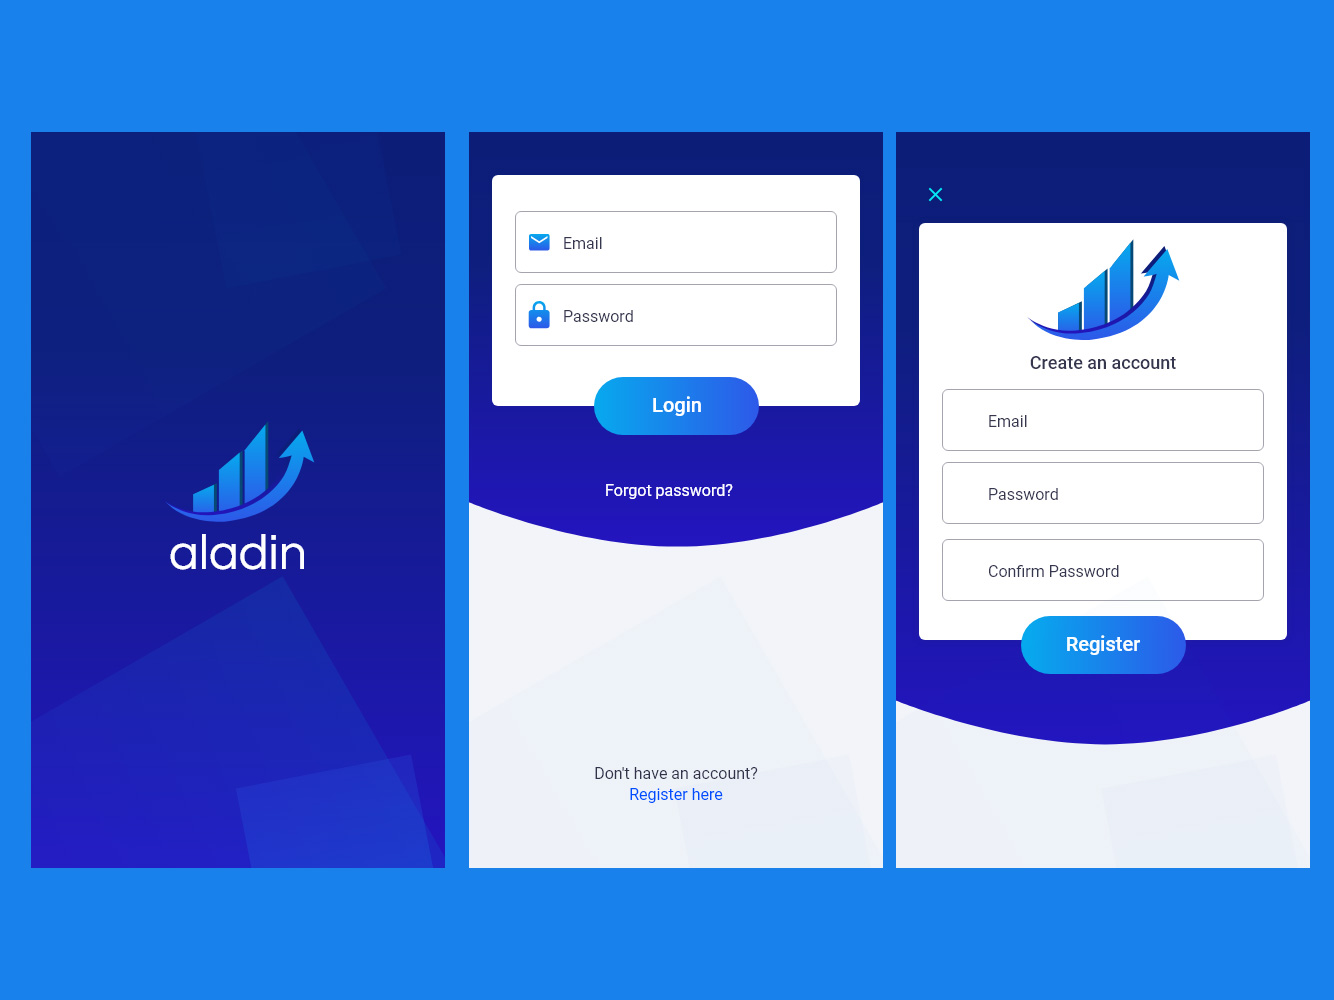 aladin
Email
Password
Login
Forgot password?
Don't have an account?
Register here
Create an account
Email
Password
Confirm Password
Register